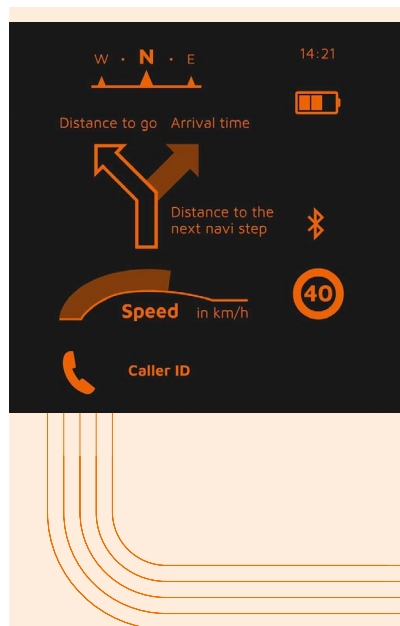 W · N · E
14:21
Distance to go Arrival time
Distance to the
next navi step
40
Speed in km/h
Caller ID